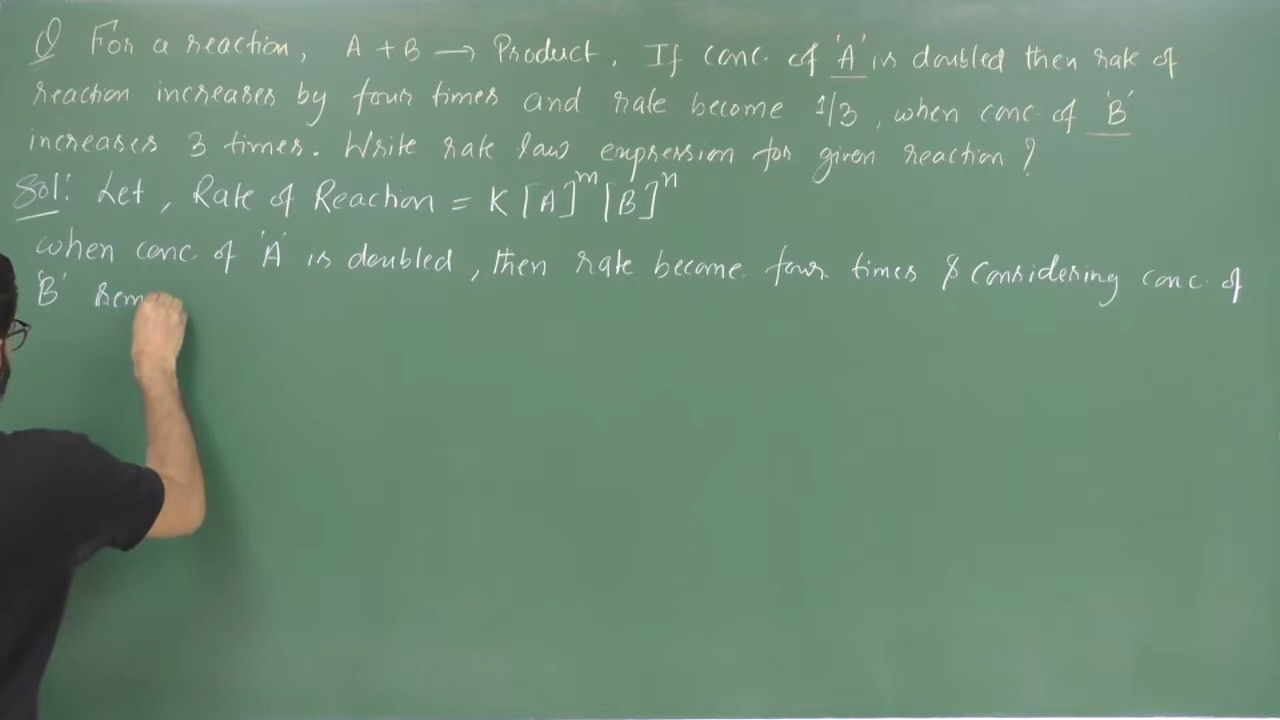 Q For a reaction, A + B → Product. If conc. of 'A' is doubled then rate of
reaction increases by four times and rate become 1/3, when conc. of 'B'
increases 3 times. Write rate law expression for given reaction?
Sol: Let, Rate of Reaction = K[A]^m [B]^n
when conc. of 'A' is doubled, then rate become four times & Considering conc. of
'B' rem